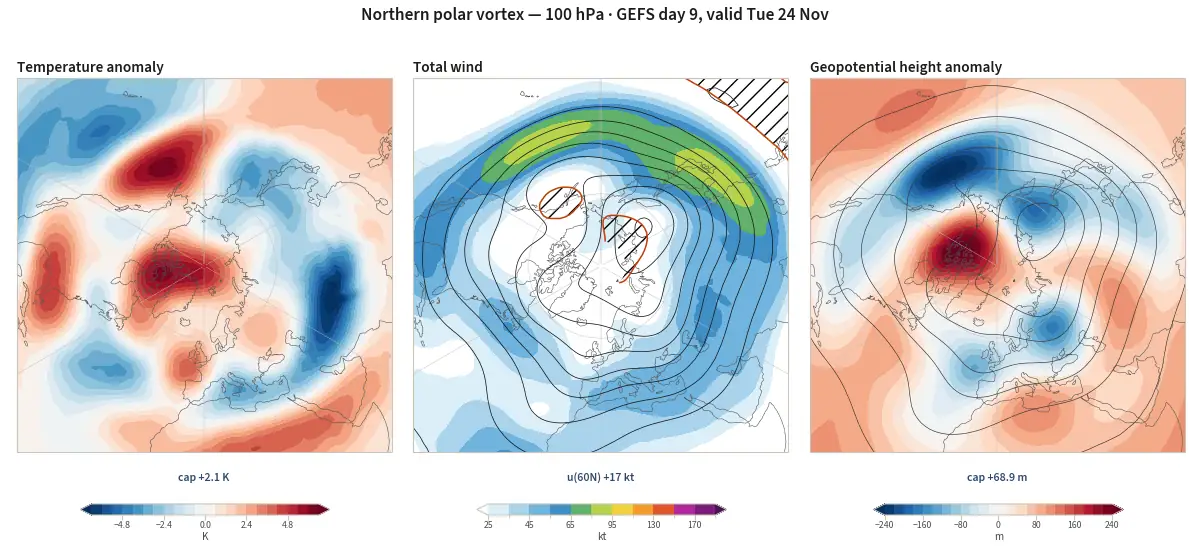 Northern polar vortex — 100 hPa · GEFS day 9, valid Tue 24 Nov
Temperature anomaly
Total wind
Geopotential height anomaly
cap +2.1 K
u(60N) +17 kt
cap +68.9 m
−4.8 −2.4 0.0 2.4 4.8
K
25 45 65 95 130 170
kt
−240 −160 −80 0 80 160 240
m